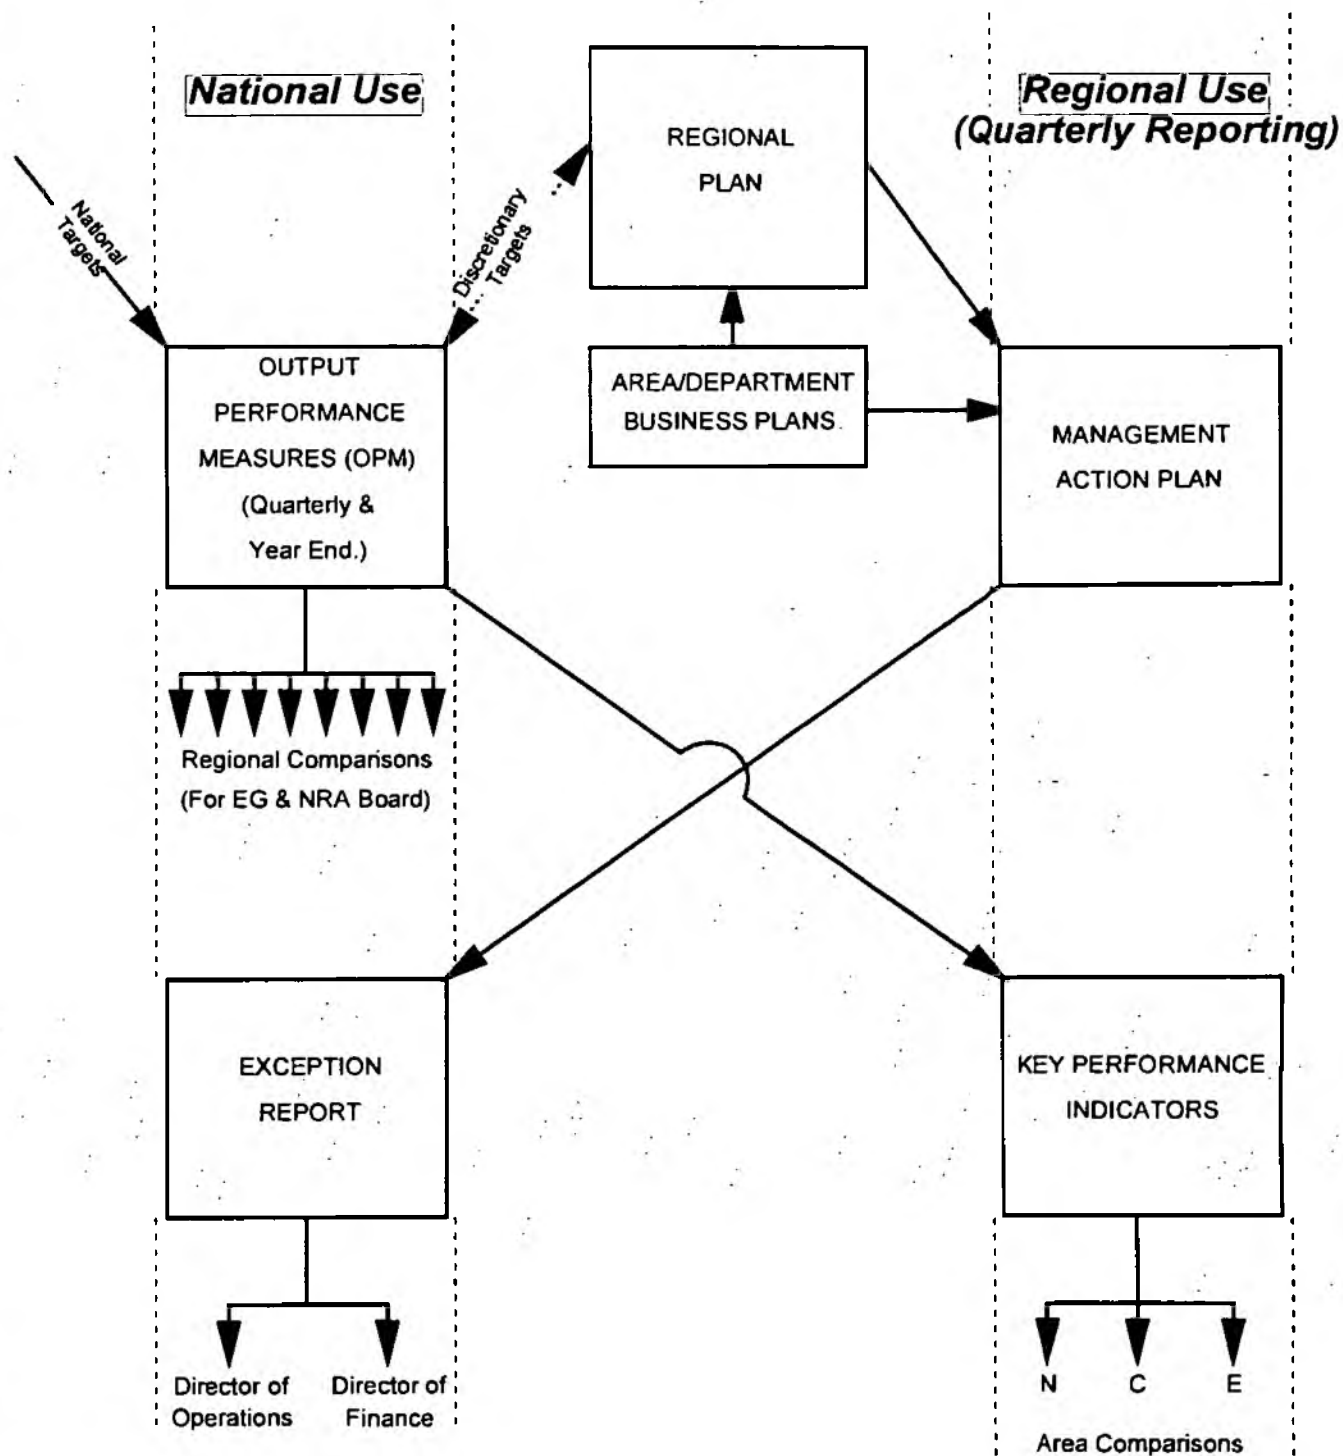 National Use
Regional Use
(Quarterly Reporting)
REGIONAL
PLAN
National
Targets
Discretionary
... Targets ...
OUTPUT
PERFORMANCE
MEASURES (OPM)
(Quarterly &
Year End.)
AREA/DEPARTMENT
BUSINESS PLANS.
MANAGEMENT
ACTION PLAN
Regional Comparisons
(For EG & NRA Board)
EXCEPTION
REPORT
KEY PERFORMANCE
INDICATORS
Director of
Operations
Director of
Finance
N C E
Area Comparisons